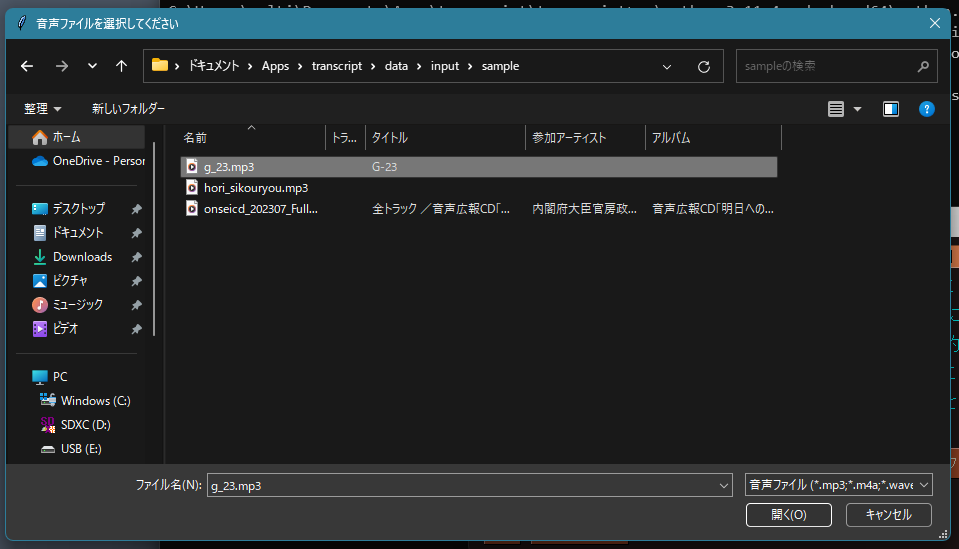 音声ファイルを選択してください
ドキュメント
Apps
transcript
data
input
sample
sampleの検索
整理
新しいフォルダー
ホーム
OneDrive - Person
デスクトップ
ドキュメント
Downloads
ピクチャ
ミュージック
ビデオ
PC
Windows (C:)
SDXC (D:)
USB (E:)
名前 トラ... タイトル 参加アーティスト アルバム
g_23.mp3 G-23
hori_sikouryou.mp3
onseicd_202307_Full... 全トラック ／音声広報CD｢... 内閣府大臣官房政... 音声広報CD｢明日への...
ファイル名(N): g_23.mp3
音声ファイル (*.mp3;*.m4a;*.wave
開く(O) キャンセル